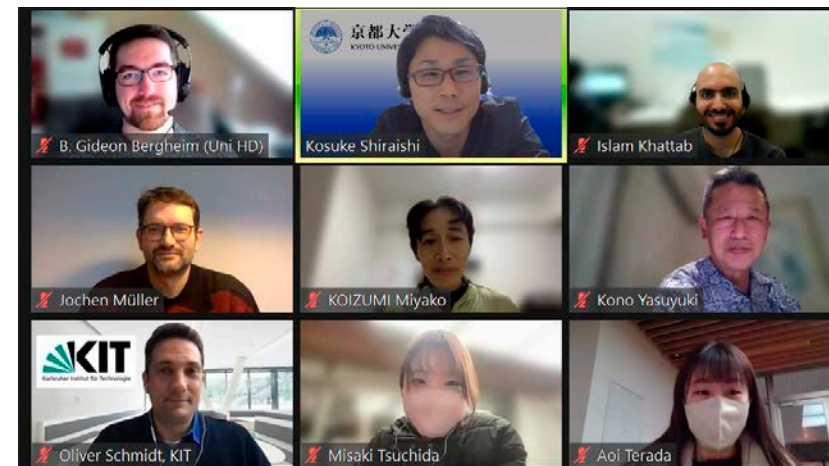 京都大学
KYOTO UNIVE
B. Gideon Bergheim (Uni HD)
Kosuke Shiraishi
Islam Khattab
Jochen Müller
KOIZUMI Miyako
Kono Yasuyuki
KIT
Karlsruher Institut für Technologie
Oliver Schmidt, KIT
Misaki Tsuchida
Aoi Terada